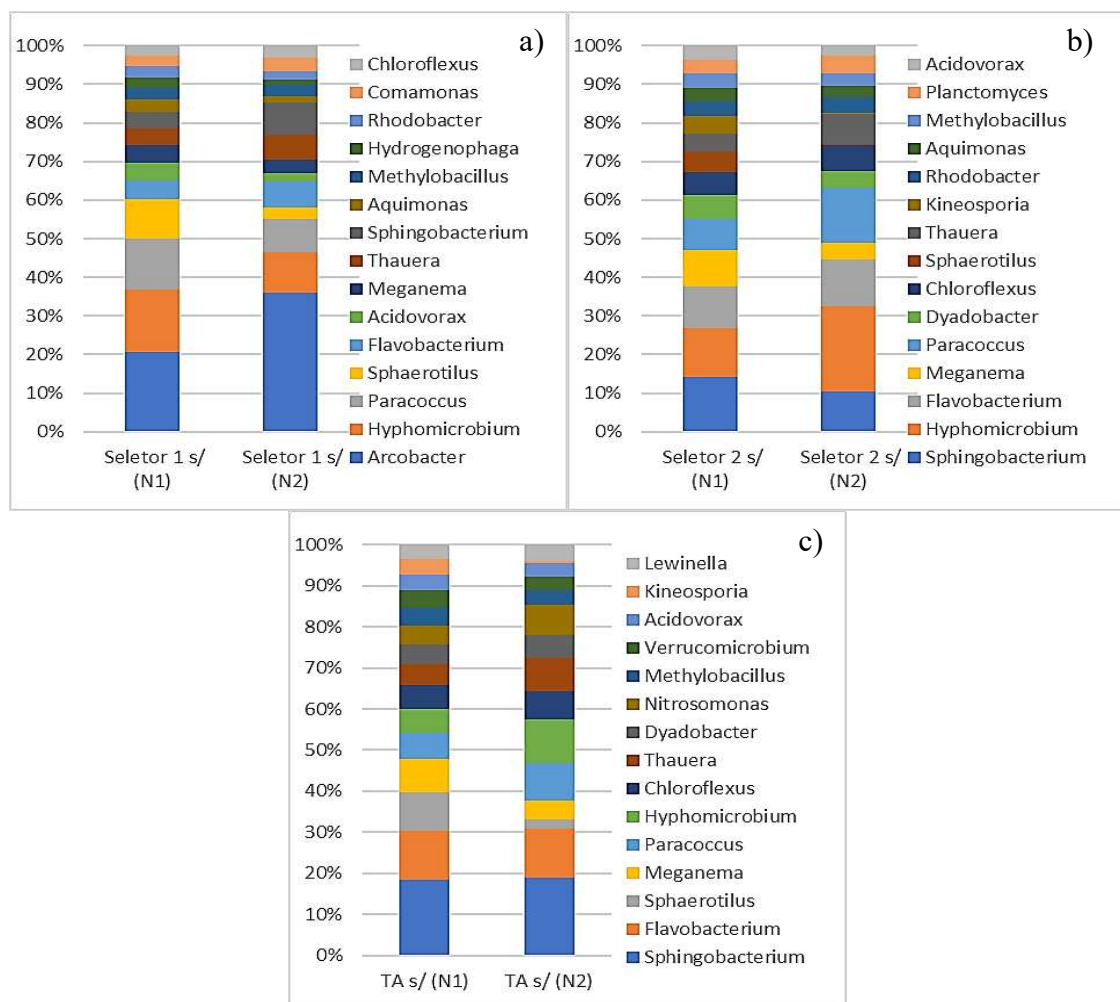 a)
100%
90%
80%
70%
60%
50%
40%
30%
20%
10%
0%
Seletor 1 s/ (N1)
Seletor 1 s/ (N2)
Chloroflexus
Comamonas
Rhodobacter
Hydrogenophaga
Methylobacillus
Aquimonas
Sphingobacterium
Thauera
Meganema
Acidovorax
Flavobacterium
Sphaerotilus
Paracoccus
Hyphomicrobium
Arcobacter
b)
100%
90%
80%
70%
60%
50%
40%
30%
20%
10%
0%
Seletor 2 s/ (N1)
Seletor 2 s/ (N2)
Acidovorax
Planctomyces
Methylobacillus
Aquimonas
Rhodobacter
Kineosporia
Thauera
Sphaerotilus
Chloroflexus
Dyadobacter
Paracoccus
Meganema
Flavobacterium
Hyphomicrobium
Sphingobacterium
c)
100%
90%
80%
70%
60%
50%
40%
30%
20%
10%
0%
TA s/ (N1)
TA s/ (N2)
Lewinella
Kineosporia
Acidovorax
Verrucomicrobium
Methylobacillus
Nitrosomonas
Dyadobacter
Thauera
Chloroflexus
Hyphomicrobium
Paracoccus
Meganema
Sphaerotilus
Flavobacterium
Sphingobacterium